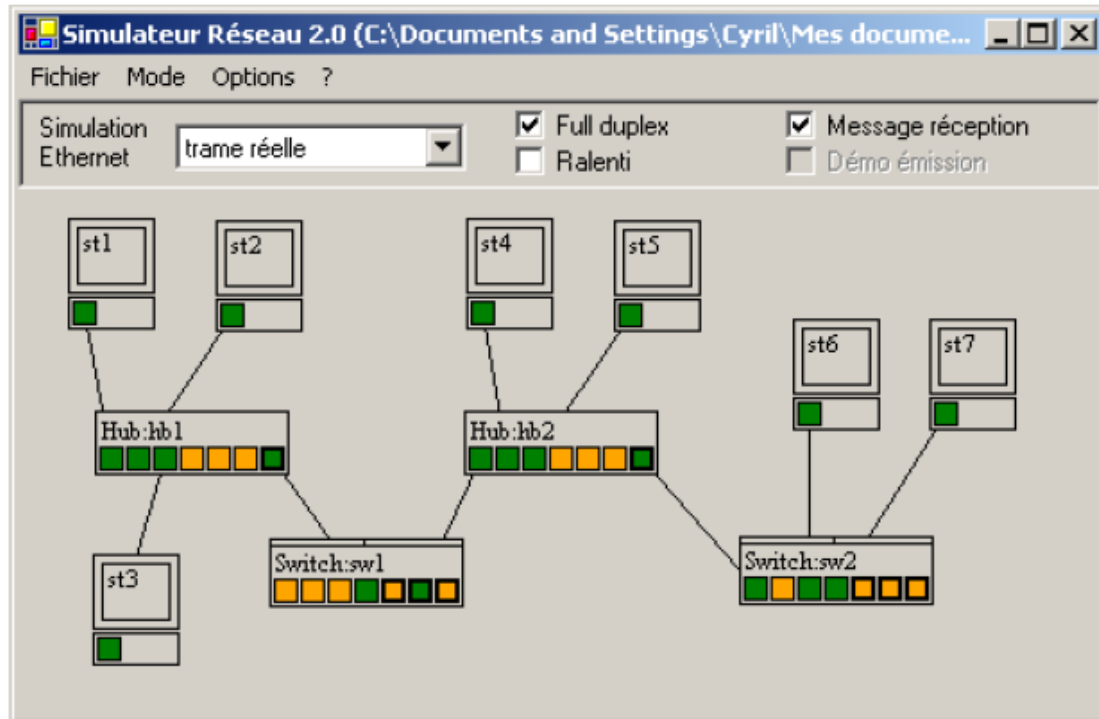 Simulateur Réseau 2.0 (C:\Documents and Settings\Cyril\Mes docume...
Fichier Mode Options ?
Simulation Ethernet
trame réelle
Full duplex
Ralenti
Message réception
Démo émission
st1
st2
st4
st5
st6
st7
Hub:hb1
Hub:hb2
st3
Switch:sw1
Switch:sw2